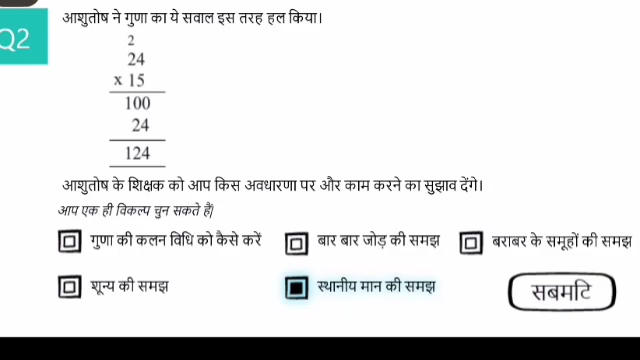 आशुतोष ने गुणा का ये सवाल इस तरह हल किया।
Q2
2
24
x 15
100
24
124
आशुतोष के शिक्षक को आप किस अवधारणा पर और काम करने का सुझाव देंगे।
आप एक ही विकल्प चुन सकते हैं|
गुणा की कलन विधि को कैसे करें बार बार जोड़ की समझ बराबर के समूहों की समझ
शून्य की समझ स्थानीय मान की समझ सबमटि